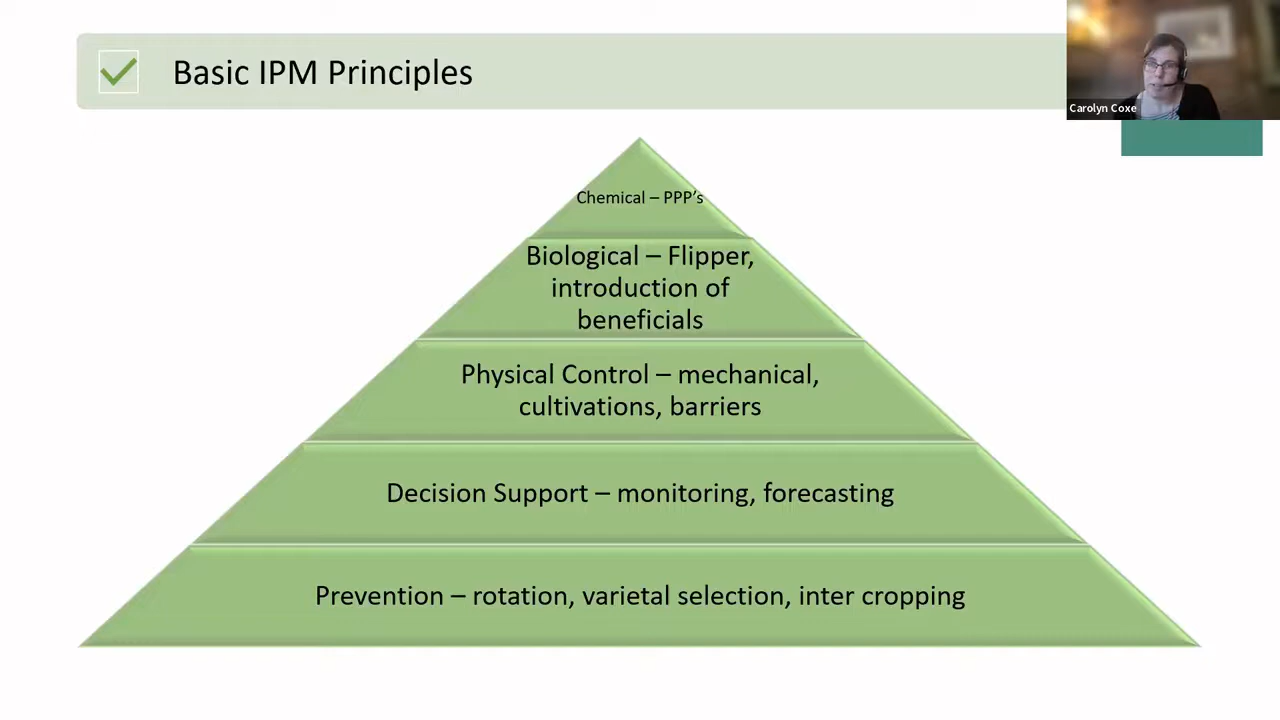 Basic IPM Principles
Carolyn Coxe
Chemical – PPP's
Biological – Flipper,
introduction of
beneficials
Physical Control – mechanical,
cultivations, barriers
Decision Support – monitoring, forecasting
Prevention – rotation, varietal selection, inter cropping